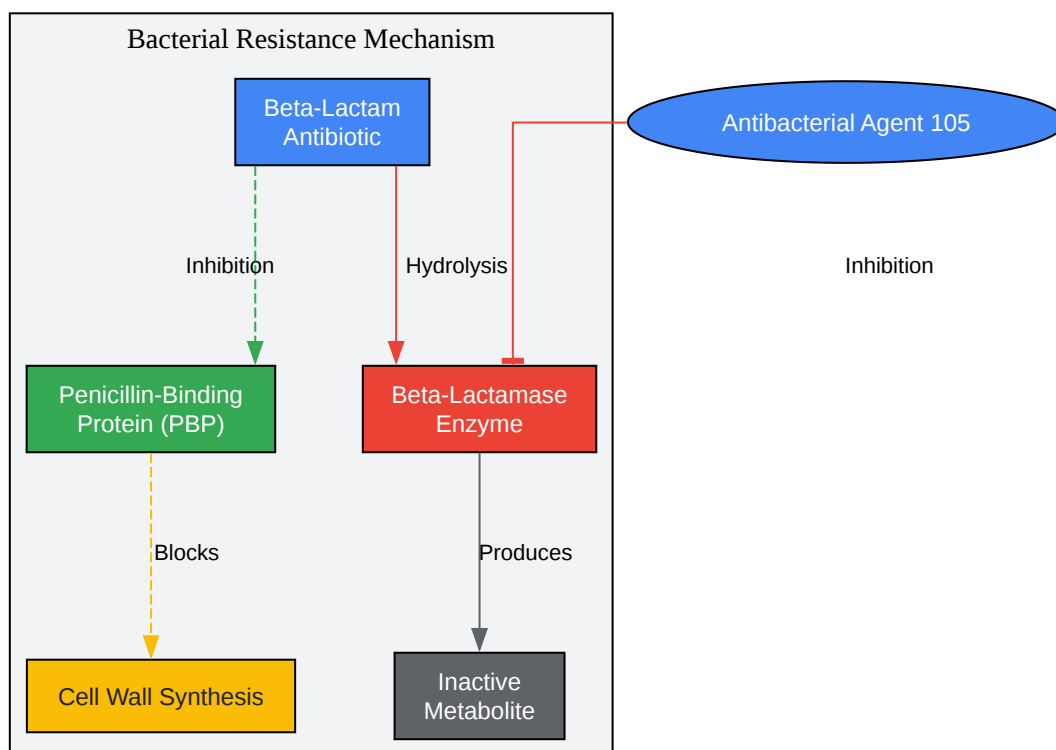 Bacterial Resistance Mechanism
Beta-Lactam
Antibiotic
Antibacterial Agent 105
Inhibition
Hydrolysis
Inhibition
Penicillin-Binding
Protein (PBP)
Beta-Lactamase
Enzyme
Blocks
Produces
Cell Wall Synthesis
Inactive
Metabolite